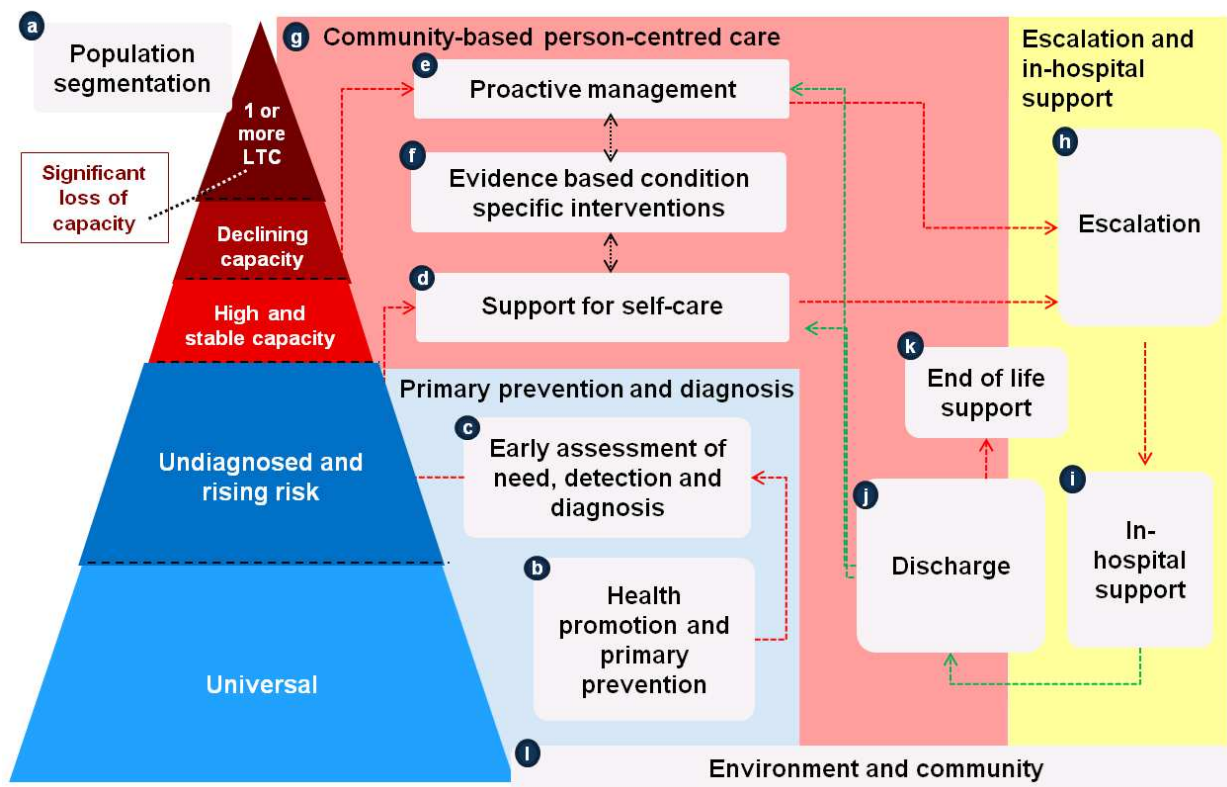 a
Population
segmentation
1 or
more
LTC
Significant
loss of
capacity
Declining
capacity
High and
stable capacity
Undiagnosed and
rising risk
Universal
g
Community-based person-centred care
e
Proactive management
f
Evidence based condition
specific interventions
d
Support for self-care
Primary prevention and diagnosis
c
Early assessment of
need, detection and
diagnosis
b
Health
promotion and
primary
prevention
Escalation and
in-hospital
support
h
Escalation
k
End of life
support
j
Discharge
i
In-
hospital
support
l
Environment and community